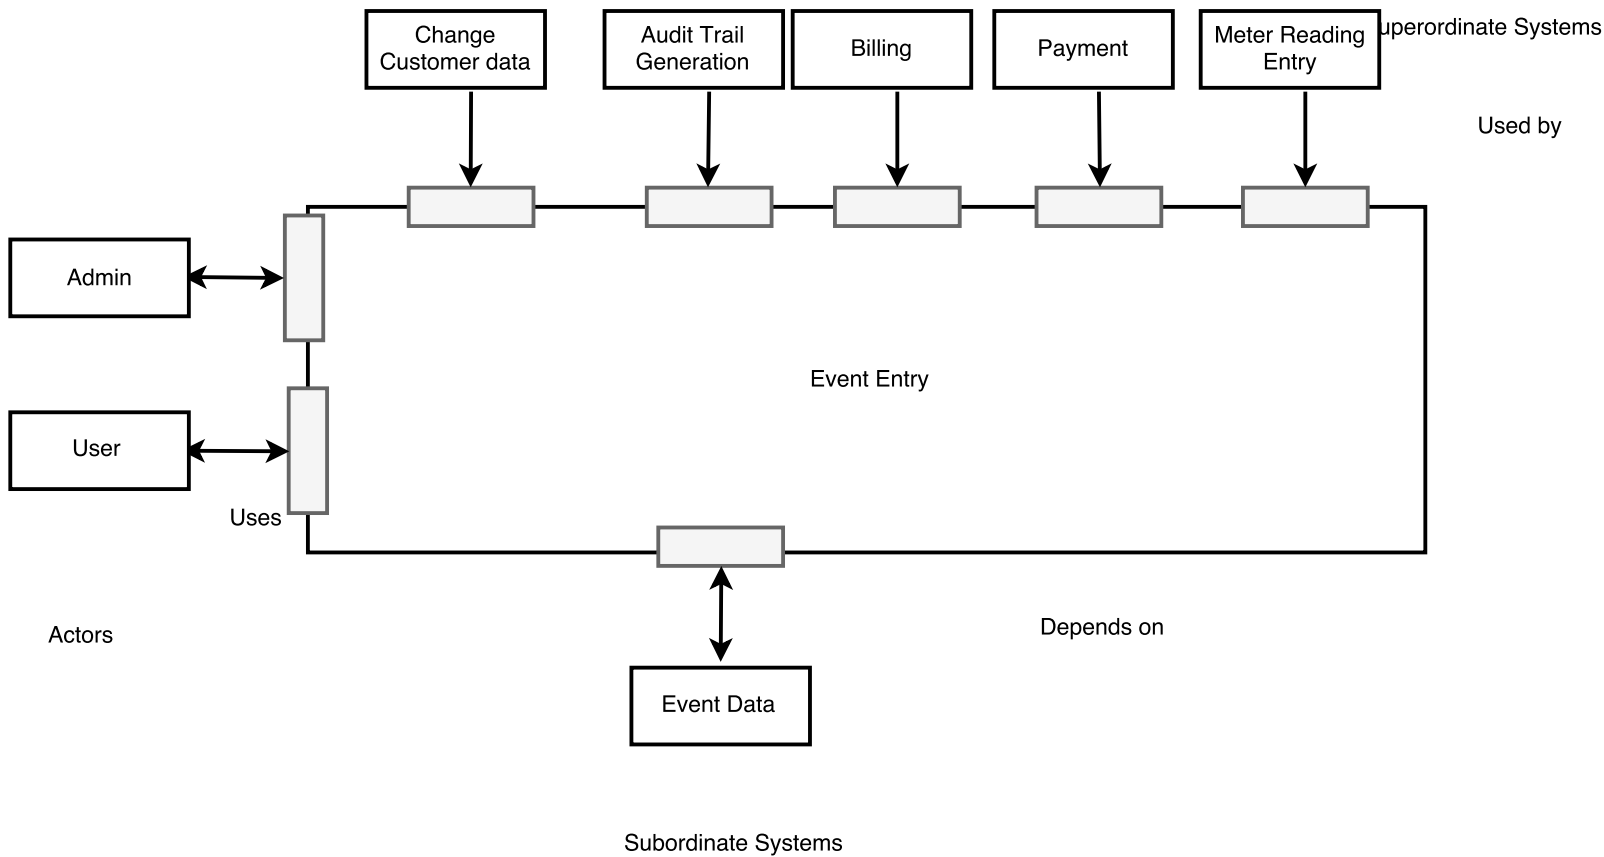 Change
Customer data
Audit Trail
Generation
Billing
Payment
Meter Reading
Entry
uperordinate Systems
Used by
Admin
Event Entry
User
Uses
Actors
Depends on
Event Data
Subordinate Systems